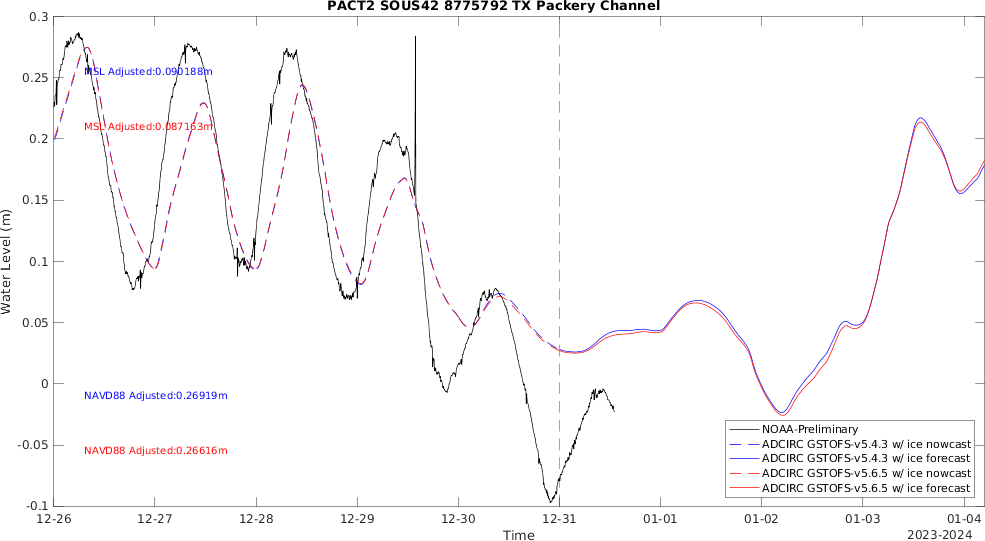 PACT2 SOUS42 8775792 TX Packery Channel
0.3
0.25
0.2
0.15
0.1
0.05
0
-0.05
-0.1
Water Level (m)
MSL Adjusted:0.090188m
MSL Adjusted:0.087163m
NAVD88 Adjusted:0.26919m
NAVD88 Adjusted:0.26616m
NOAA-Preliminary
ADCIRC GSTOFS-v5.4.3 w/ ice nowcast
ADCIRC GSTOFS-v5.4.3 w/ ice forecast
ADCIRC GSTOFS-v5.6.5 w/ ice nowcast
ADCIRC GSTOFS-v5.6.5 w/ ice forecast
12-26 12-27 12-28 12-29 12-30 12-31 01-01 01-02 01-03 01-04
Time
2023-2024